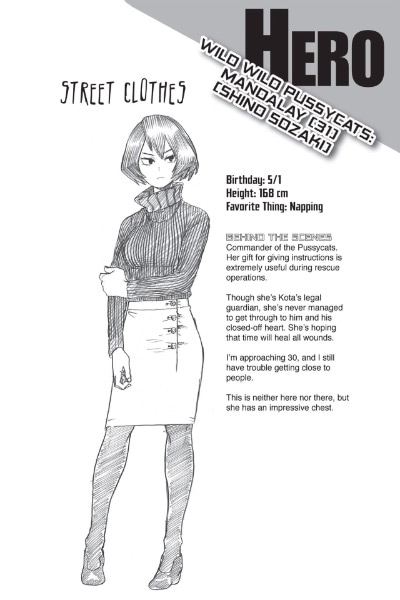 HERO
WILD WILD PUSSYCATS:
MANDALAY (31)
(SHINO SOZAKI)
STREET CLOTHES
Birthday: 5/1
Height: 168 cm
Favorite Thing: Napping
BEHIND THE SCENES
Commander of the Pussycats.
Her gift for giving instructions is
extremely useful during rescue
operations.
Though she's Kota's legal
guardian, she's never managed
to get through to him and his
closed-off heart. She's hoping
that time will heal all wounds.
I'm approaching 30, and I still
have trouble getting close to
people.
This is neither here nor there, but
she has an impressive chest.